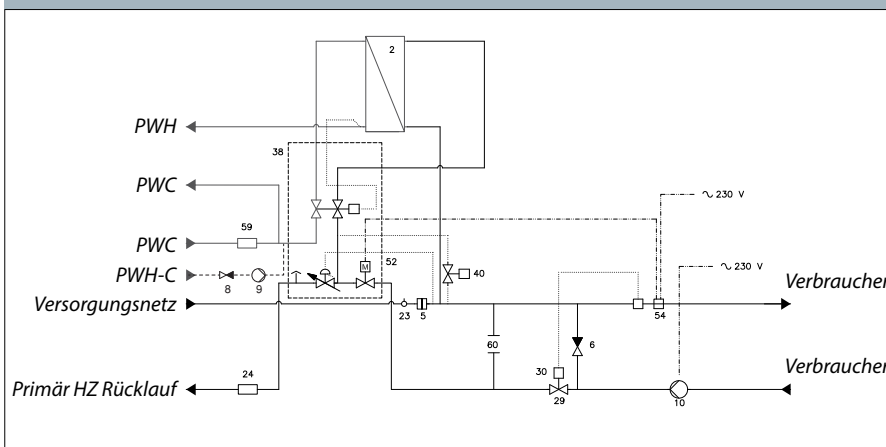 2
PWH
38
PWC
59
230 V
PWC
52
M
40
230 V
PWH-C
8
9
Verbraucher
Versorgungsnetz
23
5
54
60
6
Verbraucher
24
30
Primär HZ Rücklauf
29
10